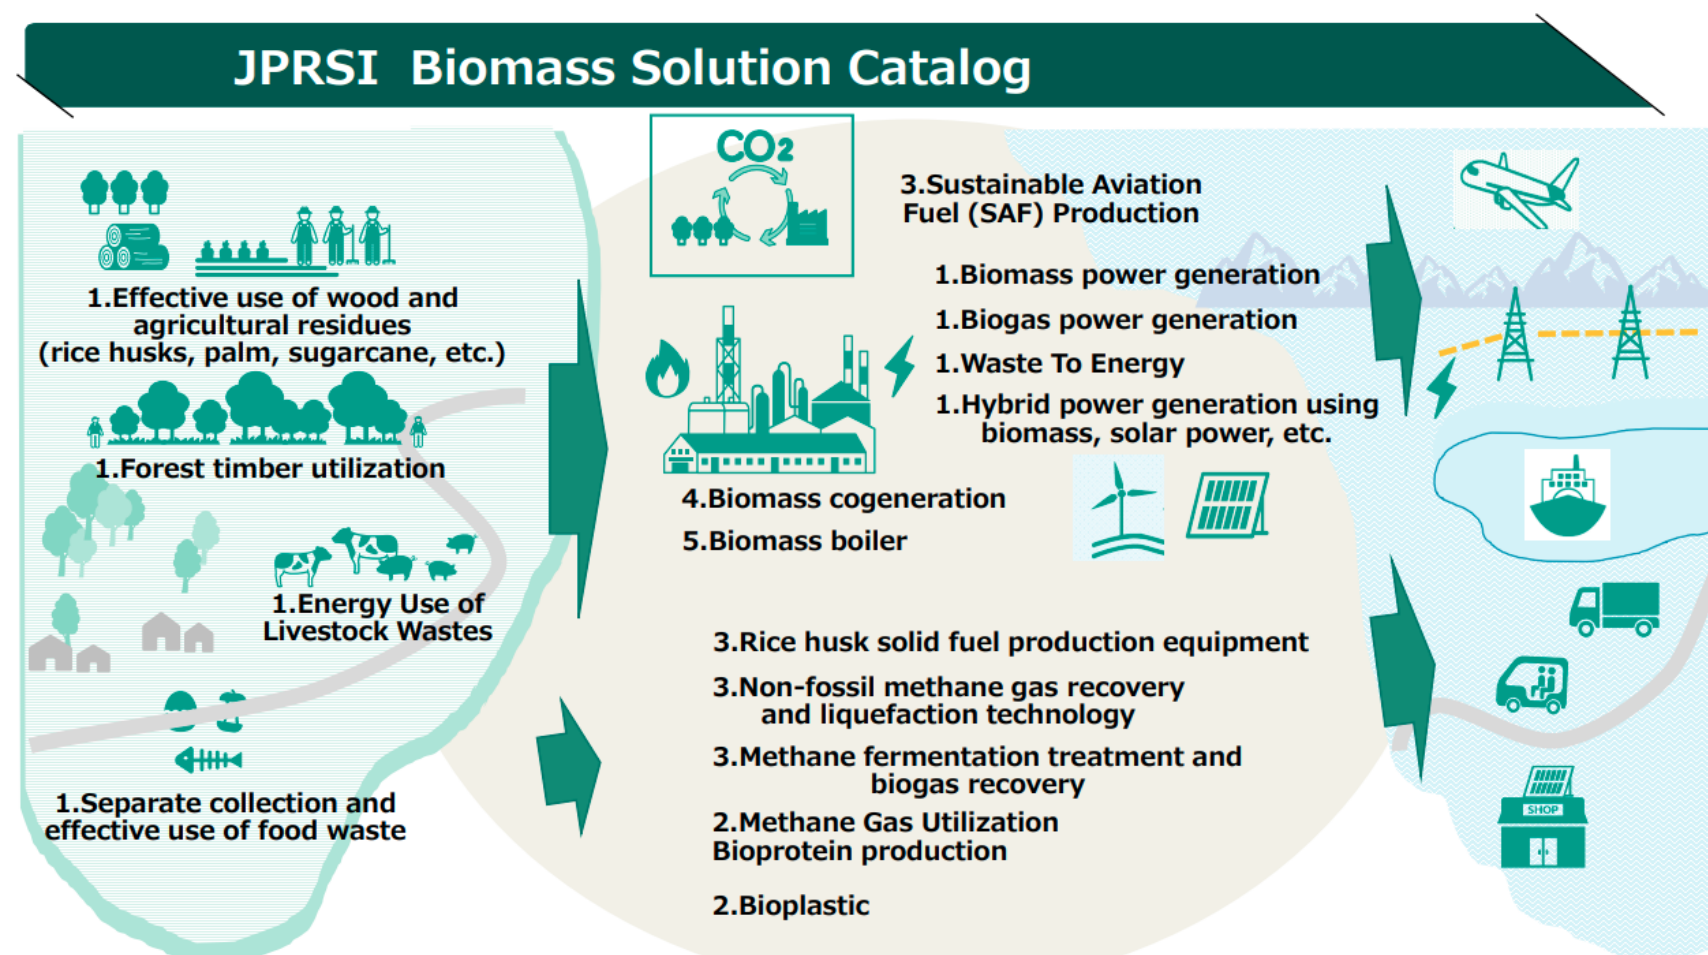 JPRSI Biomass Solution Catalog
1.Effective use of wood and
agricultural residues
(rice husks, palm, sugarcane, etc.)
1.Forest timber utilization
1.Energy Use of
Livestock Wastes
1.Separate collection and
effective use of food waste
CO2
3.Sustainable Aviation
Fuel (SAF) Production
1.Biomass power generation
1.Biogas power generation
1.Waste To Energy
1.Hybrid power generation using
biomass, solar power, etc.
4.Biomass cogeneration
5.Biomass boiler
3.Rice husk solid fuel production equipment
3.Non-fossil methane gas recovery
and liquefaction technology
3.Methane fermentation treatment and
biogas recovery
2.Methane Gas Utilization
Bioprotein production
2.Bioplastic
SHOP